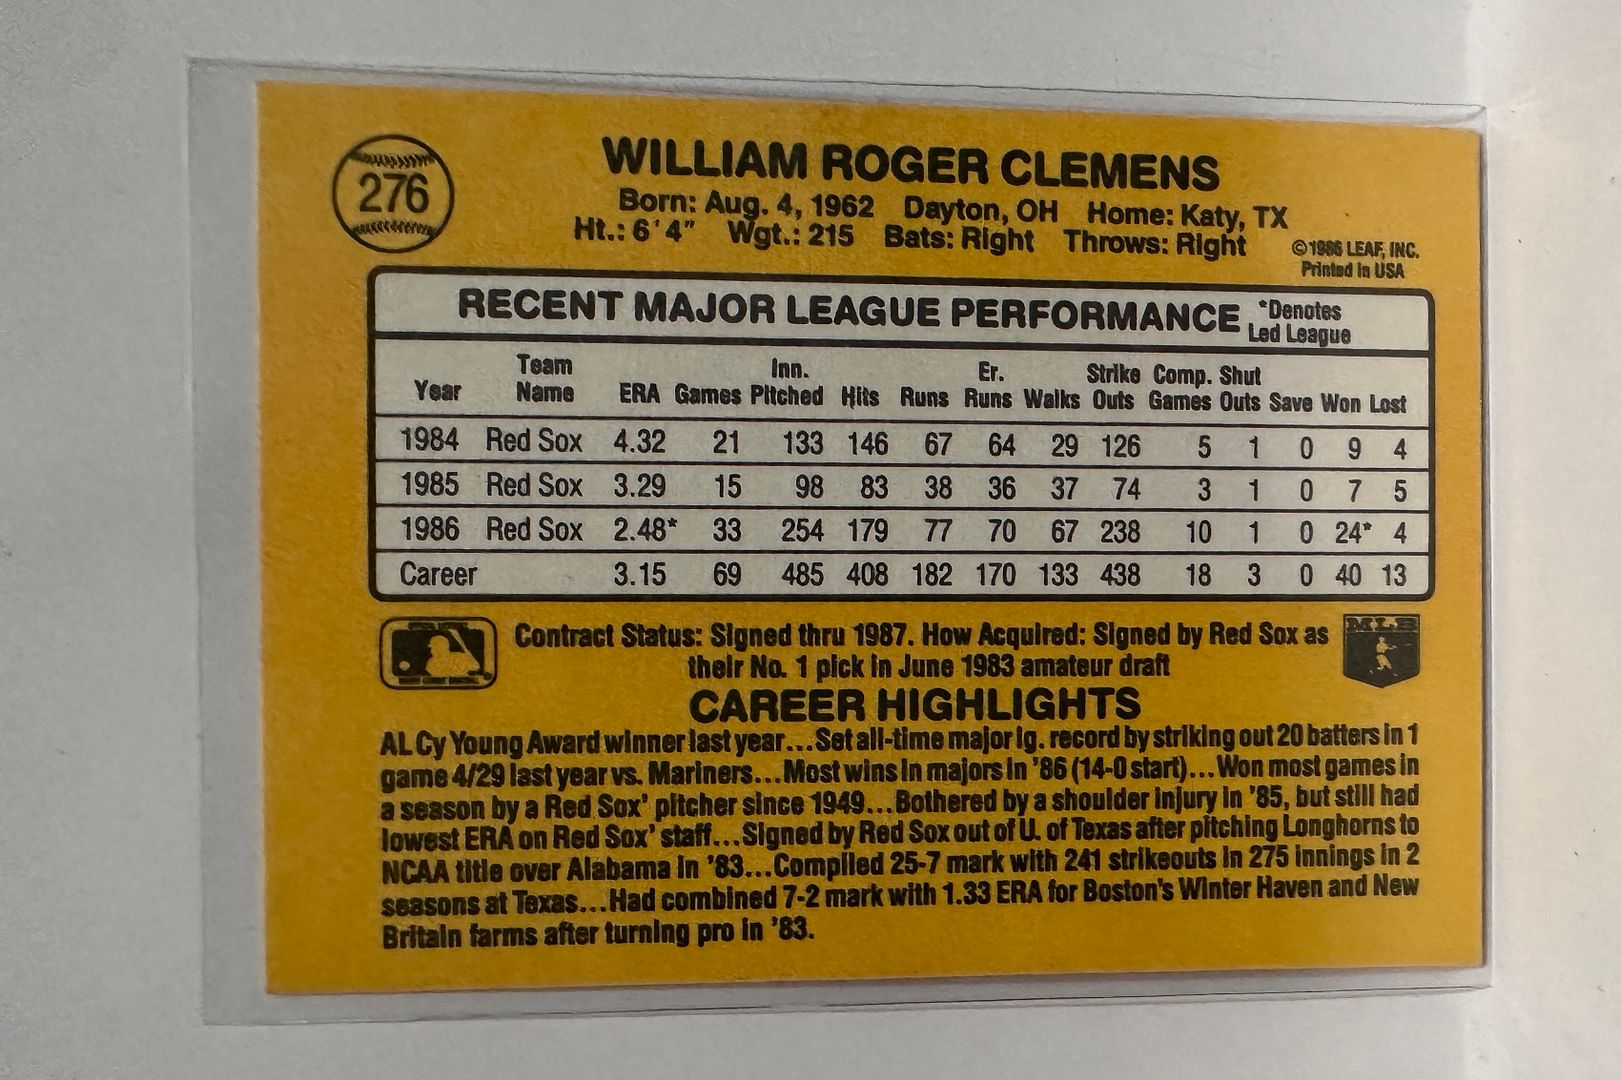 276
WILLIAM ROGER CLEMENS
Born: Aug. 4, 1962 Dayton, OH Home: Katy, TX
Ht.: 6'4" Wgt.: 215 Bats: Right Throws: Right
© 1986 LEAF, INC.
Printed in USA
RECENT MAJOR LEAGUE PERFORMANCE *Denotes Led League
Year Team Name ERA Games Inn. Pitched Hits Runs Er. Runs Walks Strike Outs Comp. Games Shut Outs Save Won Lost
1984 Red Sox 4.32 21 133 146 67 64 29 126 5 1 0 9 4
1985 Red Sox 3.29 15 98 83 38 36 37 74 3 1 0 7 5
1986 Red Sox 2.48* 33 254 179 77 70 67 238 10 1 0 24* 4
Career 3.15 69 485 408 182 170 133 438 18 3 0 40 13
Contract Status: Signed thru 1987. How Acquired: Signed by Red Sox as
their No. 1 pick in June 1983 amateur draft
MLB
CAREER HIGHLIGHTS
AL Cy Young Award winner last year...Set all-time major lg. record by striking out 20 batters in 1
game 4/29 last year vs. Mariners...Most wins in majors in '86 (14-0 start)...Won most games in
a season by a Red Sox' pitcher since 1949...Bothered by a shoulder injury in '85, but still had
lowest ERA on Red Sox' staff...Signed by Red Sox out of U. of Texas after pitching Longhorns to
NCAA title over Alabama in '83...Compiled 25-7 mark with 241 strikeouts in 275 innings in 2
seasons at Texas...Had combined 7-2 mark with 1.33 ERA for Boston's Winter Haven and New
Britain farms after turning pro in '83.